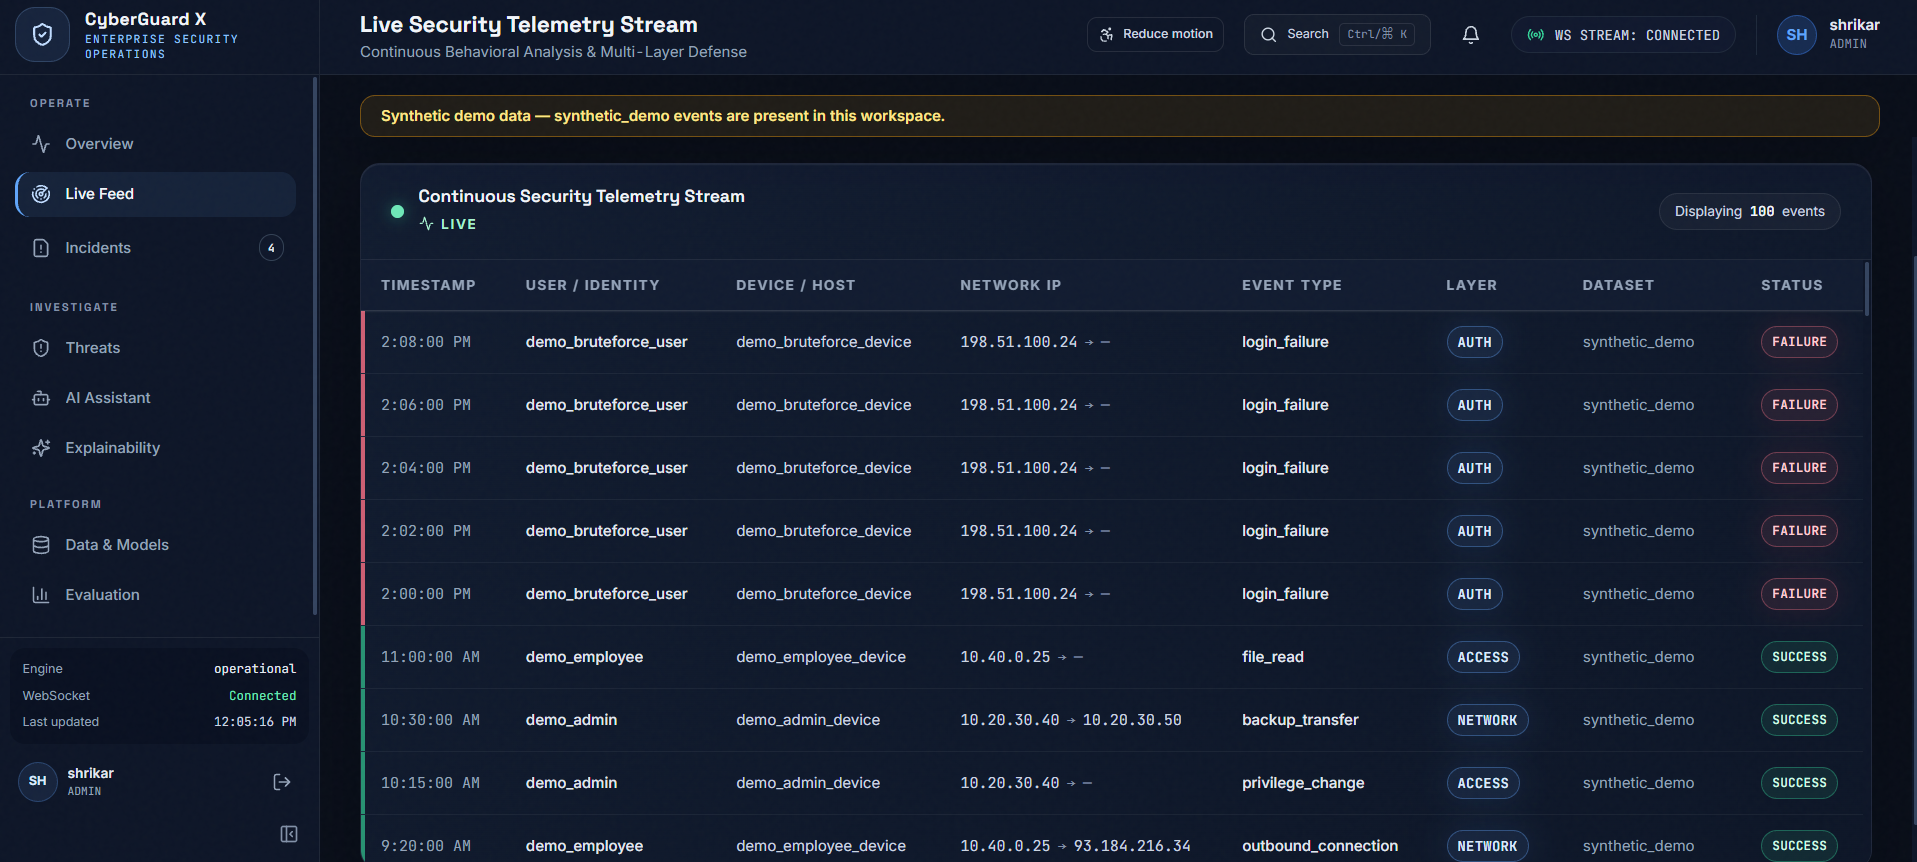 CyberGuard X
ENTERPRISE SECURITY
OPERATIONS
OPERATE
Overview
Live Feed
Incidents 4
INVESTIGATE
Threats
AI Assistant
Explainability
PLATFORM
Data & Models
Evaluation
Engine operational
WebSocket Connected
Last updated 12:05:16 PM
SH shrikar
ADMIN
Live Security Telemetry Stream
Continuous Behavioral Analysis & Multi-Layer Defense
Reduce motion
Search Ctrl/⌘ K
WS STREAM: CONNECTED
SH shrikar
ADMIN
Synthetic demo data — synthetic_demo events are present in this workspace.
Continuous Security Telemetry Stream
LIVE
Displaying 100 events
TIMESTAMP USER / IDENTITY DEVICE / HOST NETWORK IP EVENT TYPE LAYER DATASET STATUS
2:08:00 PM demo_bruteforce_user demo_bruteforce_device 198.51.100.24 → — login_failure AUTH synthetic_demo FAILURE
2:06:00 PM demo_bruteforce_user demo_bruteforce_device 198.51.100.24 → — login_failure AUTH synthetic_demo FAILURE
2:04:00 PM demo_bruteforce_user demo_bruteforce_device 198.51.100.24 → — login_failure AUTH synthetic_demo FAILURE
2:02:00 PM demo_bruteforce_user demo_bruteforce_device 198.51.100.24 → — login_failure AUTH synthetic_demo FAILURE
2:00:00 PM demo_bruteforce_user demo_bruteforce_device 198.51.100.24 → — login_failure AUTH synthetic_demo FAILURE
11:00:00 AM demo_employee demo_employee_device 10.40.0.25 → — file_read ACCESS synthetic_demo SUCCESS
10:30:00 AM demo_admin demo_admin_device 10.20.30.40 → 10.20.30.50 backup_transfer NETWORK synthetic_demo SUCCESS
10:15:00 AM demo_admin demo_admin_device 10.20.30.40 → — privilege_change ACCESS synthetic_demo SUCCESS
9:20:00 AM demo_employee demo_employee_device 10.40.0.25 → 93.184.216.34 outbound_connection NETWORK synthetic_demo SUCCESS